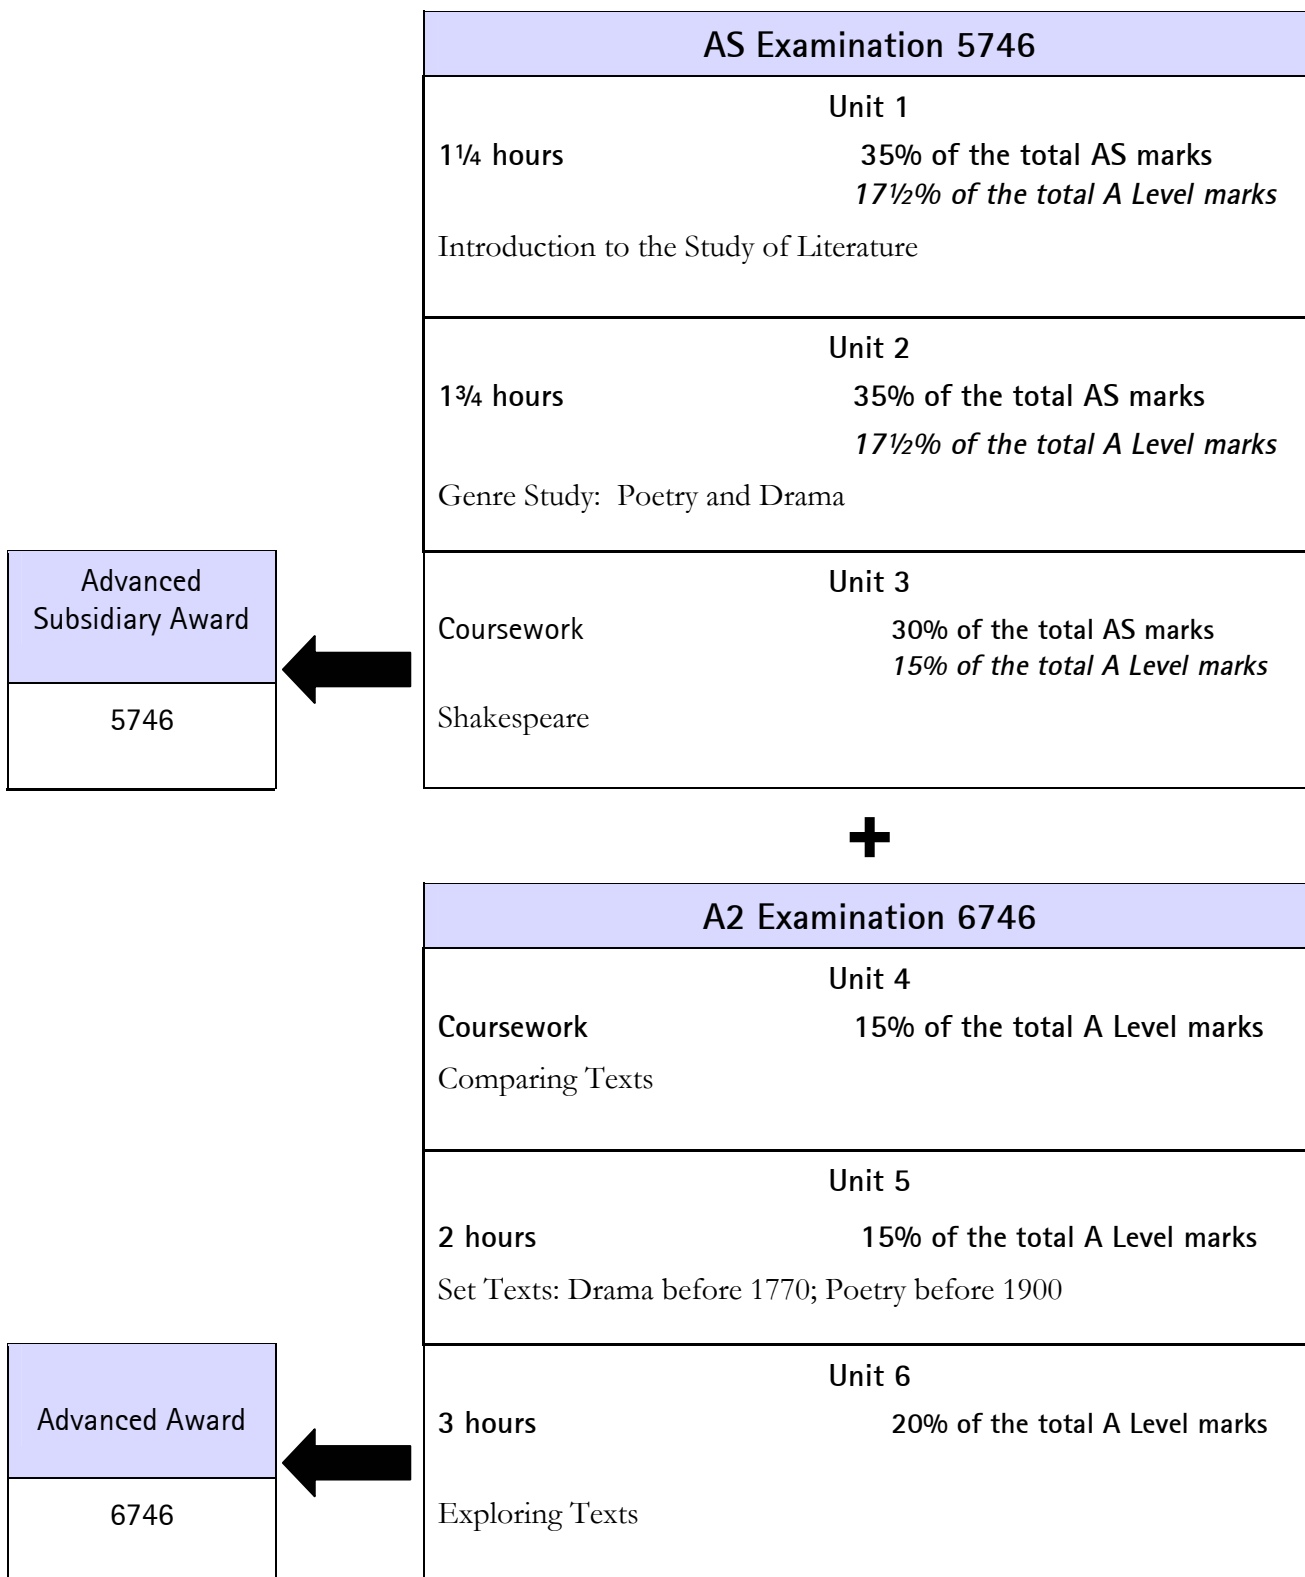 AS Examination 5746
Unit 1
1¼ hours 35% of the total AS marks
17½% of the total A Level marks
Introduction to the Study of Literature
Unit 2
1¾ hours 35% of the total AS marks
17½% of the total A Level marks
Genre Study: Poetry and Drama
Advanced
Subsidiary Award
5746
Unit 3
Coursework 30% of the total AS marks
15% of the total A Level marks
Shakespeare
+
A2 Examination 6746
Unit 4
Coursework 15% of the total A Level marks
Comparing Texts
Unit 5
2 hours 15% of the total A Level marks
Set Texts: Drama before 1770; Poetry before 1900
Advanced Award
6746
Unit 6
3 hours 20% of the total A Level marks
Exploring Texts